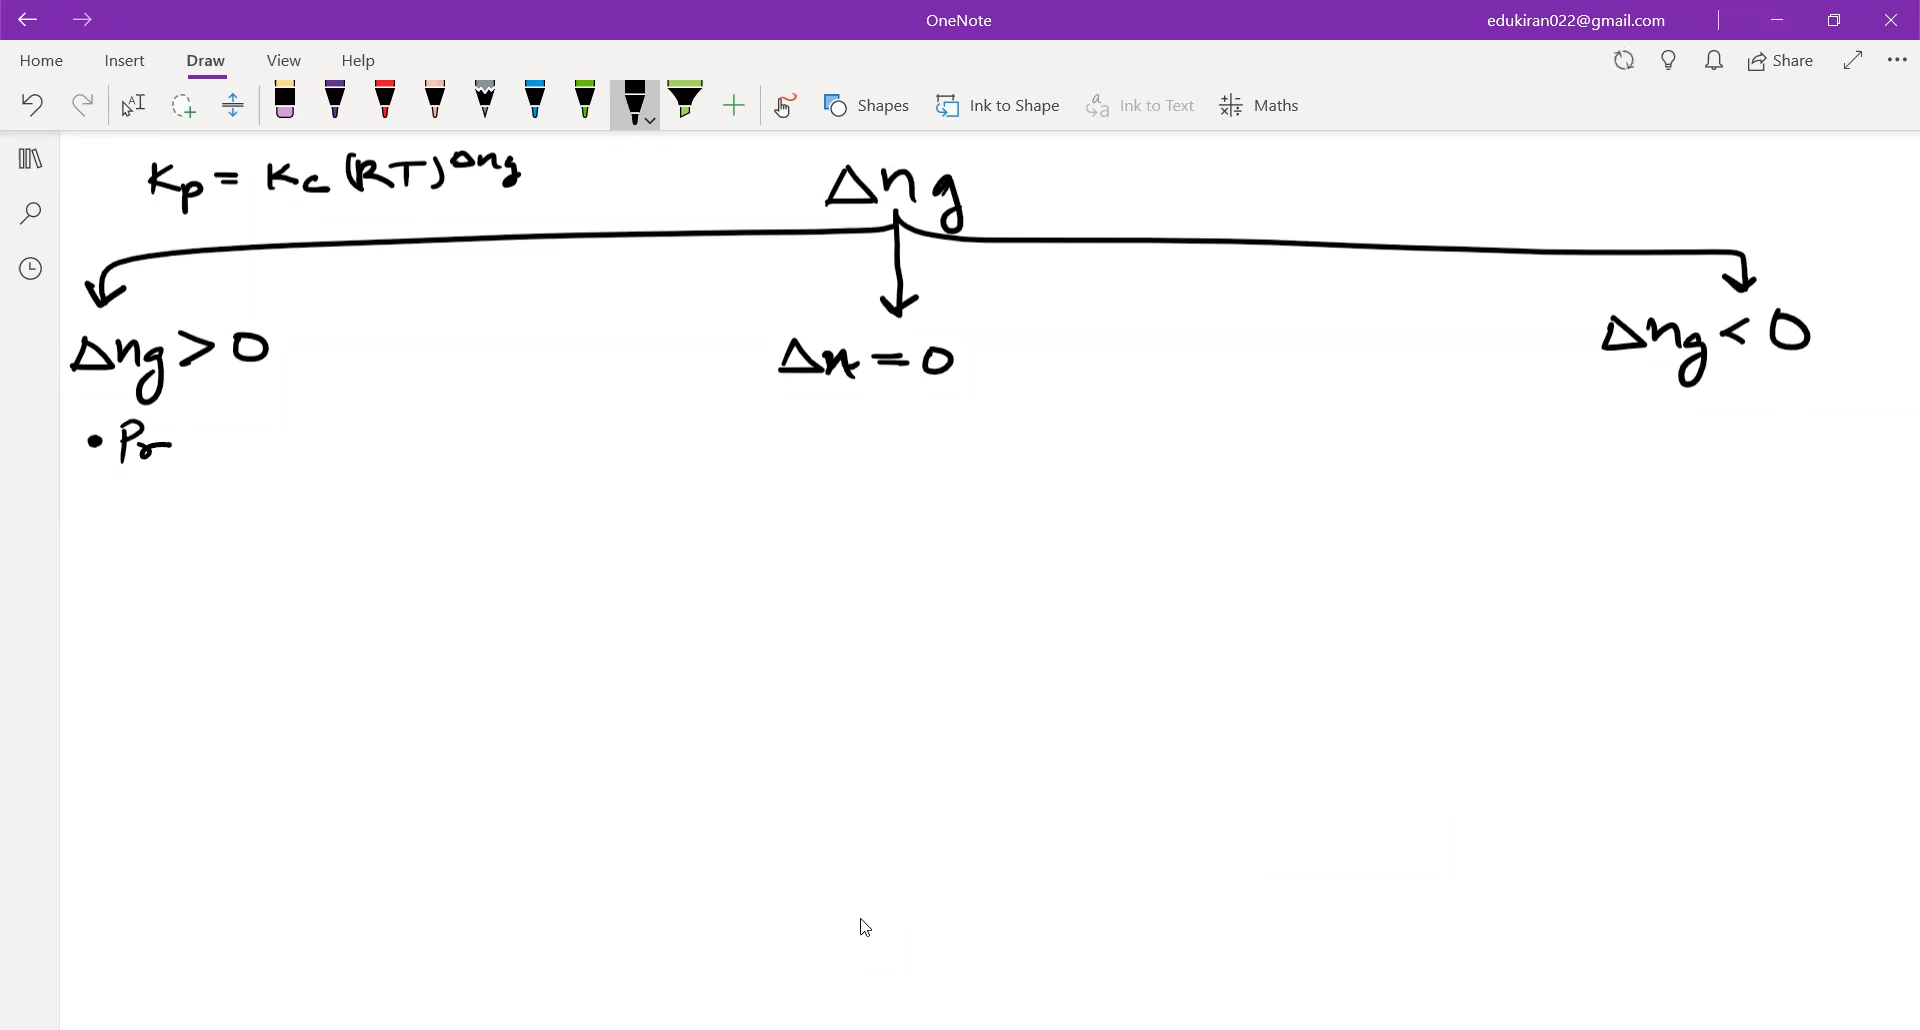 OneNote
edukiran022@gmail.com
Home Insert Draw View Help
Share
Shapes Ink to Shape Ink to Text Maths
Kp = Kc (RT)^Δng
Δng
Δng > 0
Δn = 0
Δng < 0
• Pr